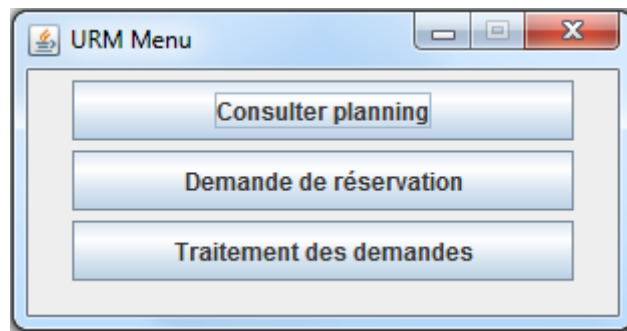 URM Menu
Consulter planning
Demande de réservation
Traitement des demandes